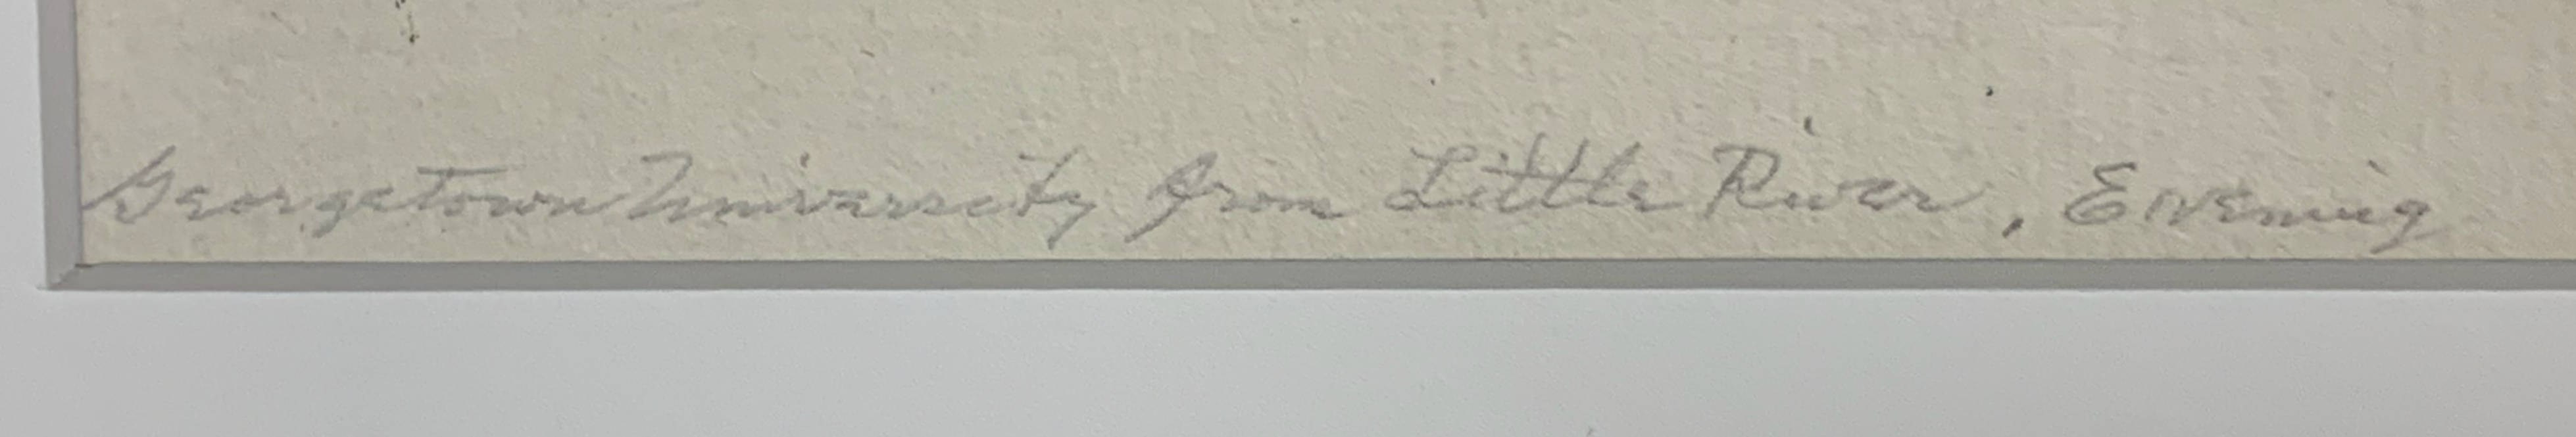 Georgetown University from Little River, Evening